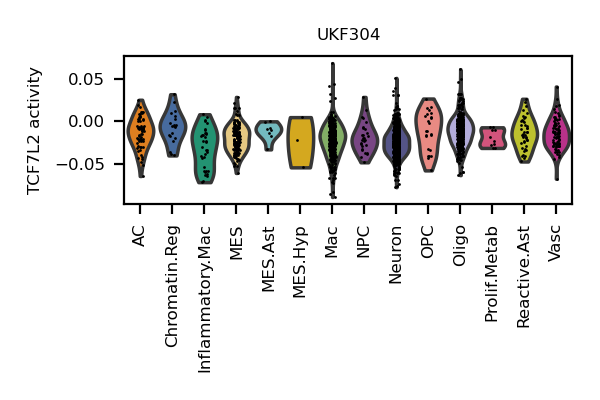 UKF304
TCF7L2 activity
0.05
0.00
−0.05
AC
Chromatin.Reg
Inflammatory.Mac
MES
MES.Ast
MES.Hyp
Mac
NPC
Neuron
OPC
Oligo
Prolif.Metab
Reactive.Ast
Vasc